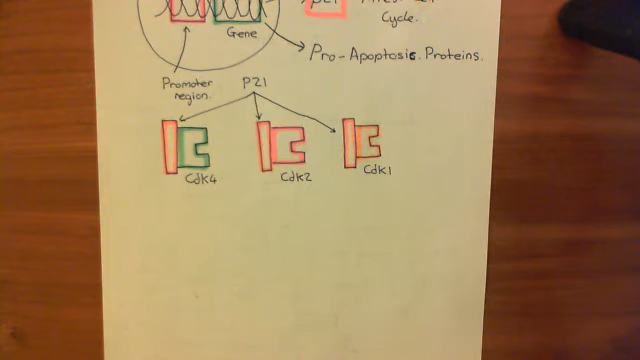 Cycle.
Gene
Pro-Apoptosis Proteins.
Promoter
region.
P21
Cdk4
Cdk2
Cdk1